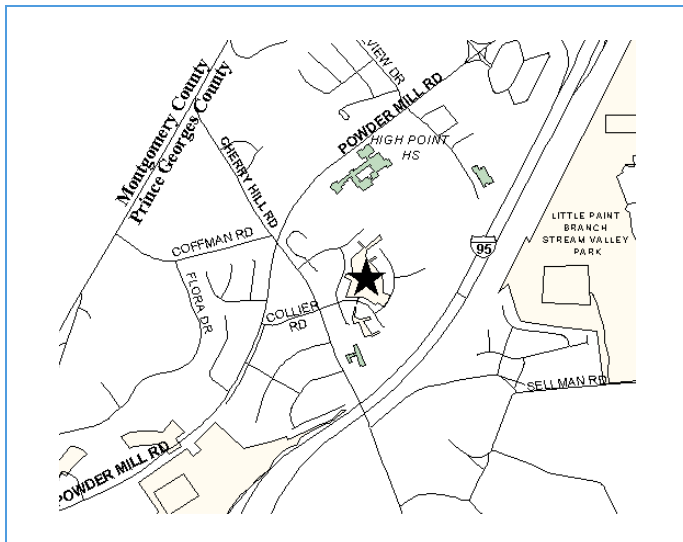 VIEW DR
POWDER MILL RD
Montgomery County
Prince Georges County
HIGH POINT
HS
CHERRY HILL RD
LITTLE PAINT
BRANCH
STREAM VALLEY
PARK
COFFMAN RD
95
FLORA DR
COLLIER
RD
SELLMAN RD
POWDER MILL RD